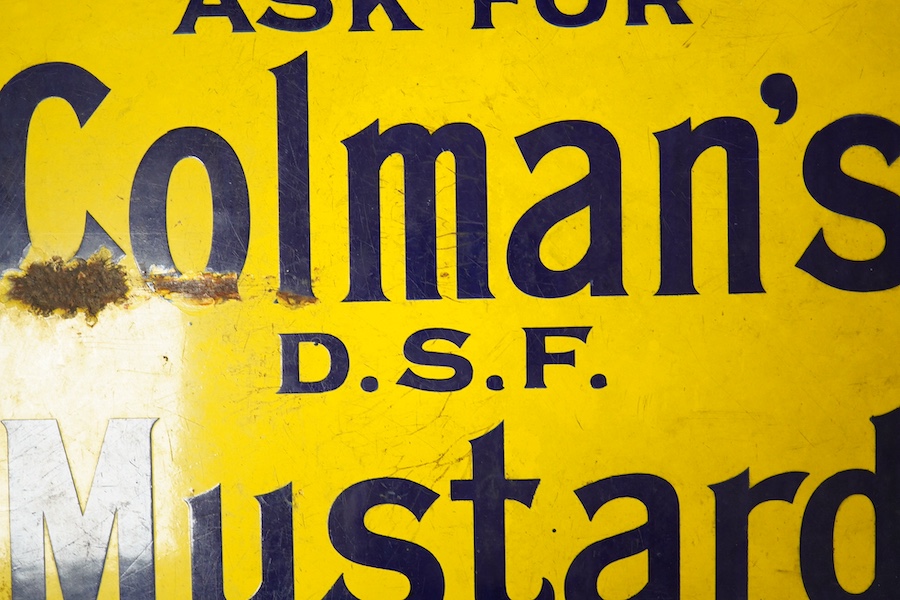 ASK FOR
Colman's
D.S.F.
Mustard